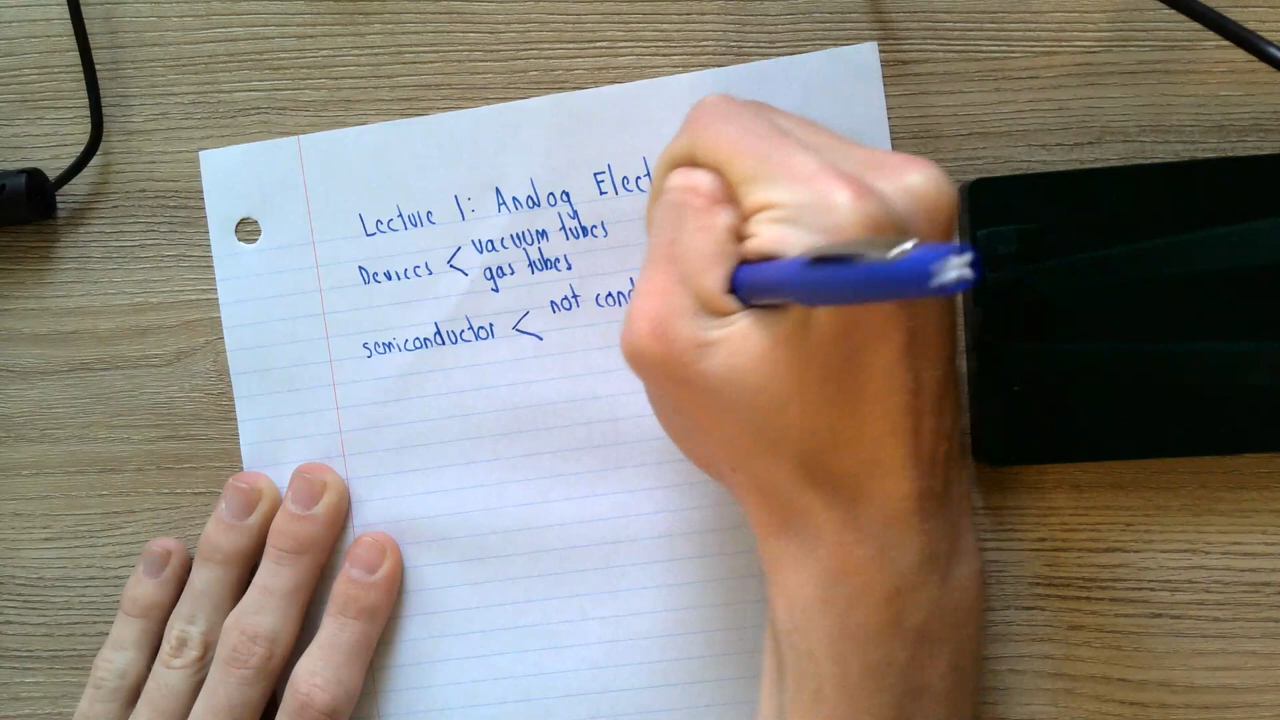 Lecture 1: Analog Elect
Devices < vacuum tubes
gas tubes
semiconductor < not cond